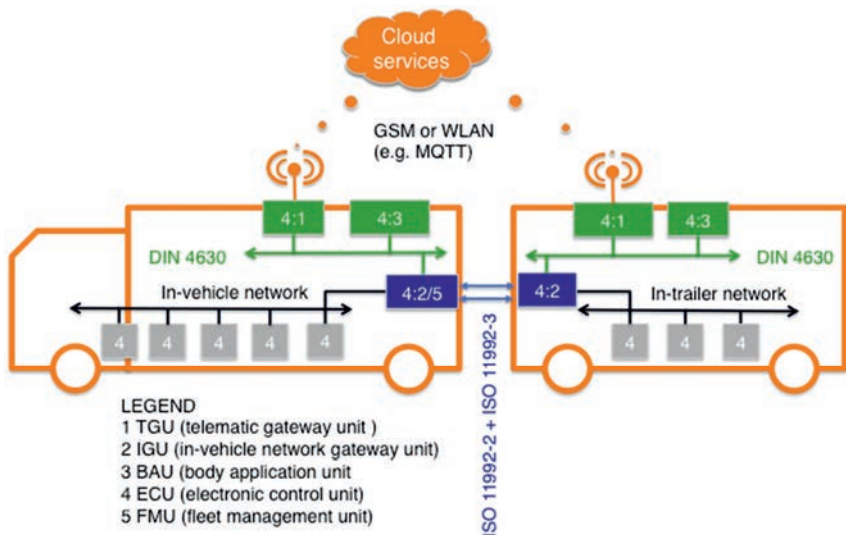 Cloud
services
GSM or WLAN
(e.g. MQTT)
4:1
4:3
4:1
4:3
DIN 4630
DIN 4630
4:2/5
4:2
In-vehicle network
In-trailer network
4
4
4
4
4
4
4
4
ISO 11992-2 + ISO 11992-3
LEGEND
1 TGU (telematic gateway unit )
2 IGU (in-vehicle network gateway unit)
3 BAU (body application unit
4 ECU (electronic control unit)
5 FMU (fleet management unit)